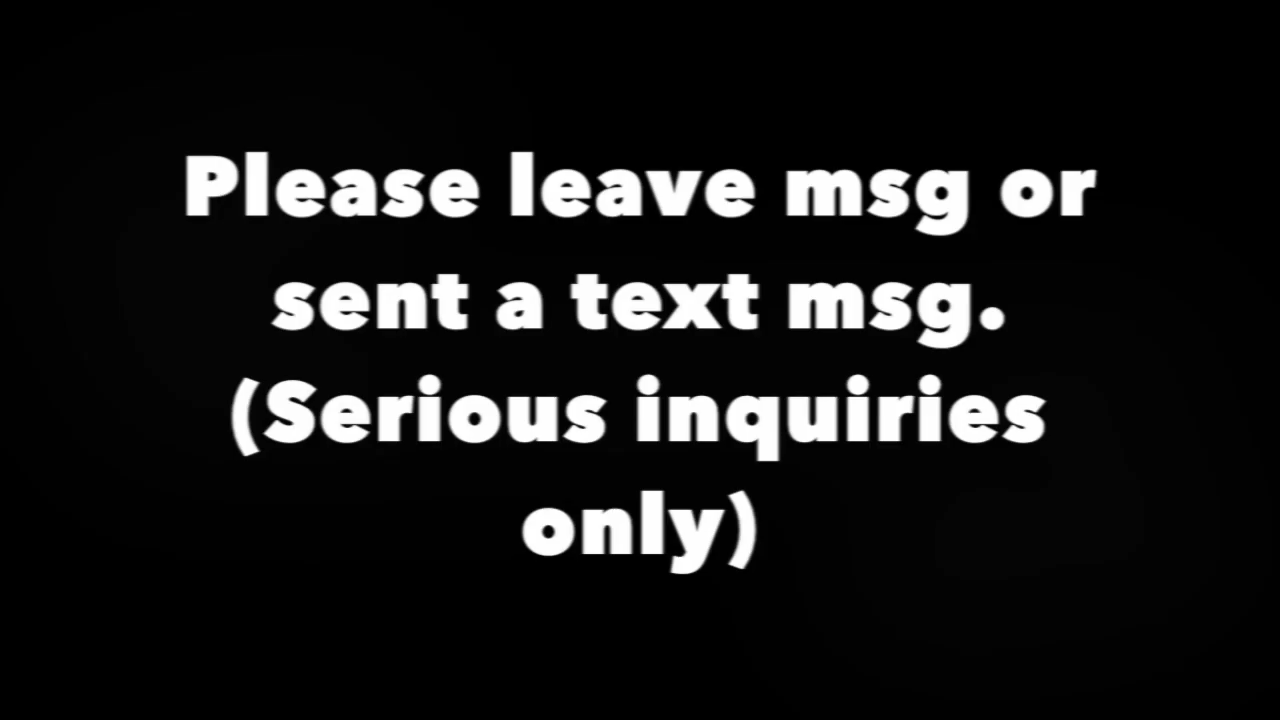 Please leave msg or
sent a text msg.
(Serious inquiries
only)